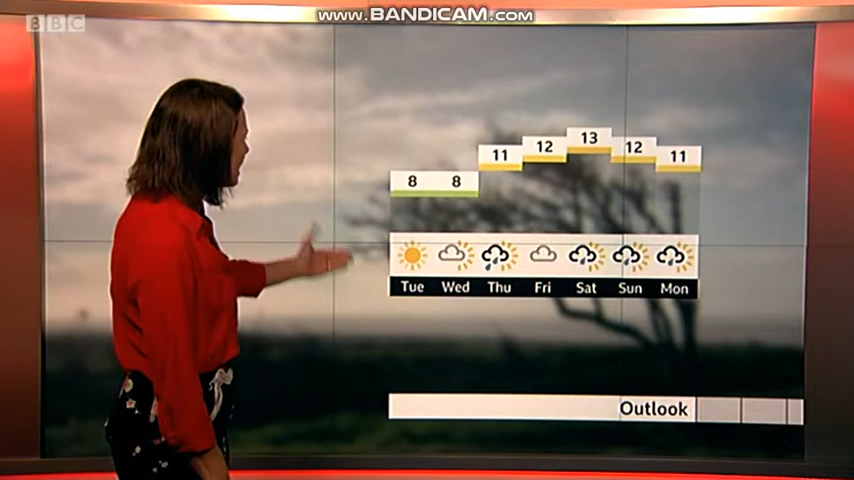 www.BANDICAM.com
BBC
13
12 12
11 11
8 8
Tue Wed Thu Fri Sat Sun Mon
Outlook